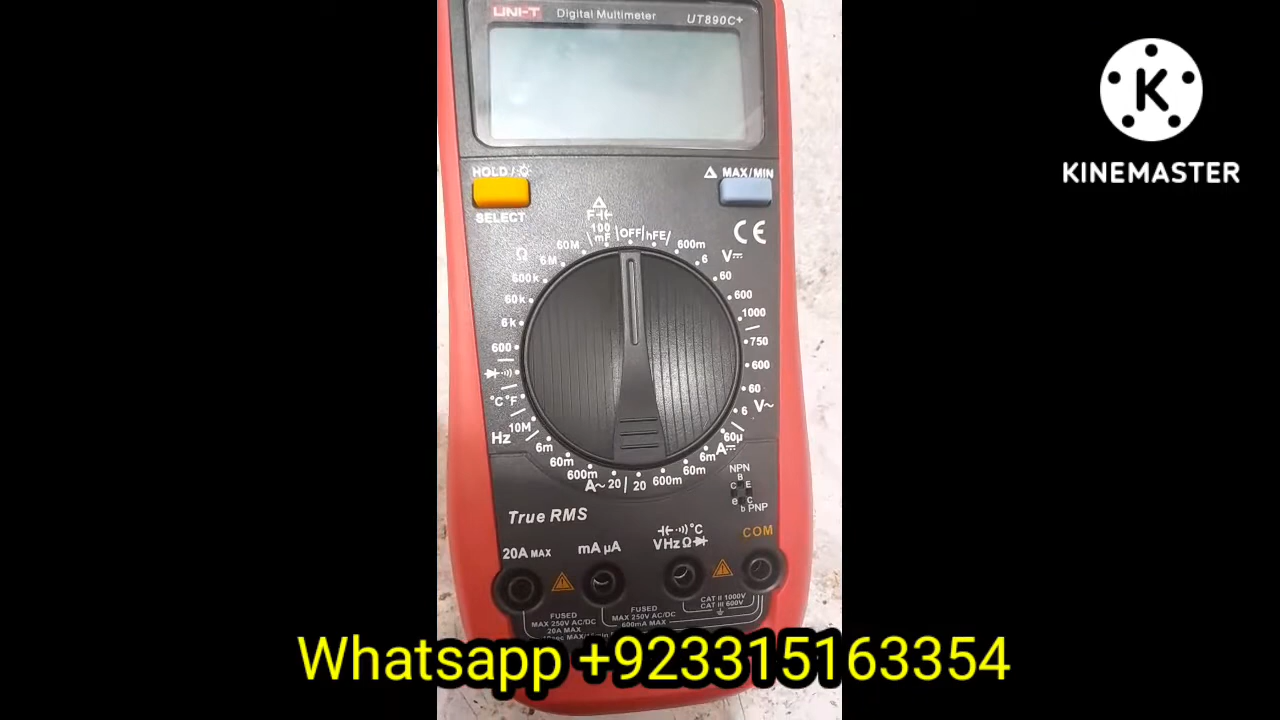 UNI-T Digital Multimeter UT890C+
HOLD /
SELECT
Δ MAX/MIN
CE
F
100
mF
OFF
hFE
600m
6
V
60
600
1000
750
600
60
V~
6
60µ
A
6m
60m
600m
20
20
A~
600m
60m
6m
10M
Hz
°C°F
600
6k
60k
600k
6M
60M
Ω
NPN
B
C E
e c
b PNP
True RMS
20A MAX
mA µA
°C
VHzΩ
COM
FUSED
MAX 250V AC/DC
20A MAX
FUSED
MAX 250V AC/DC
600mA MAX
CAT II 1000V
CAT III 600V
K
KINEMASTER
Whatsapp +923315163354